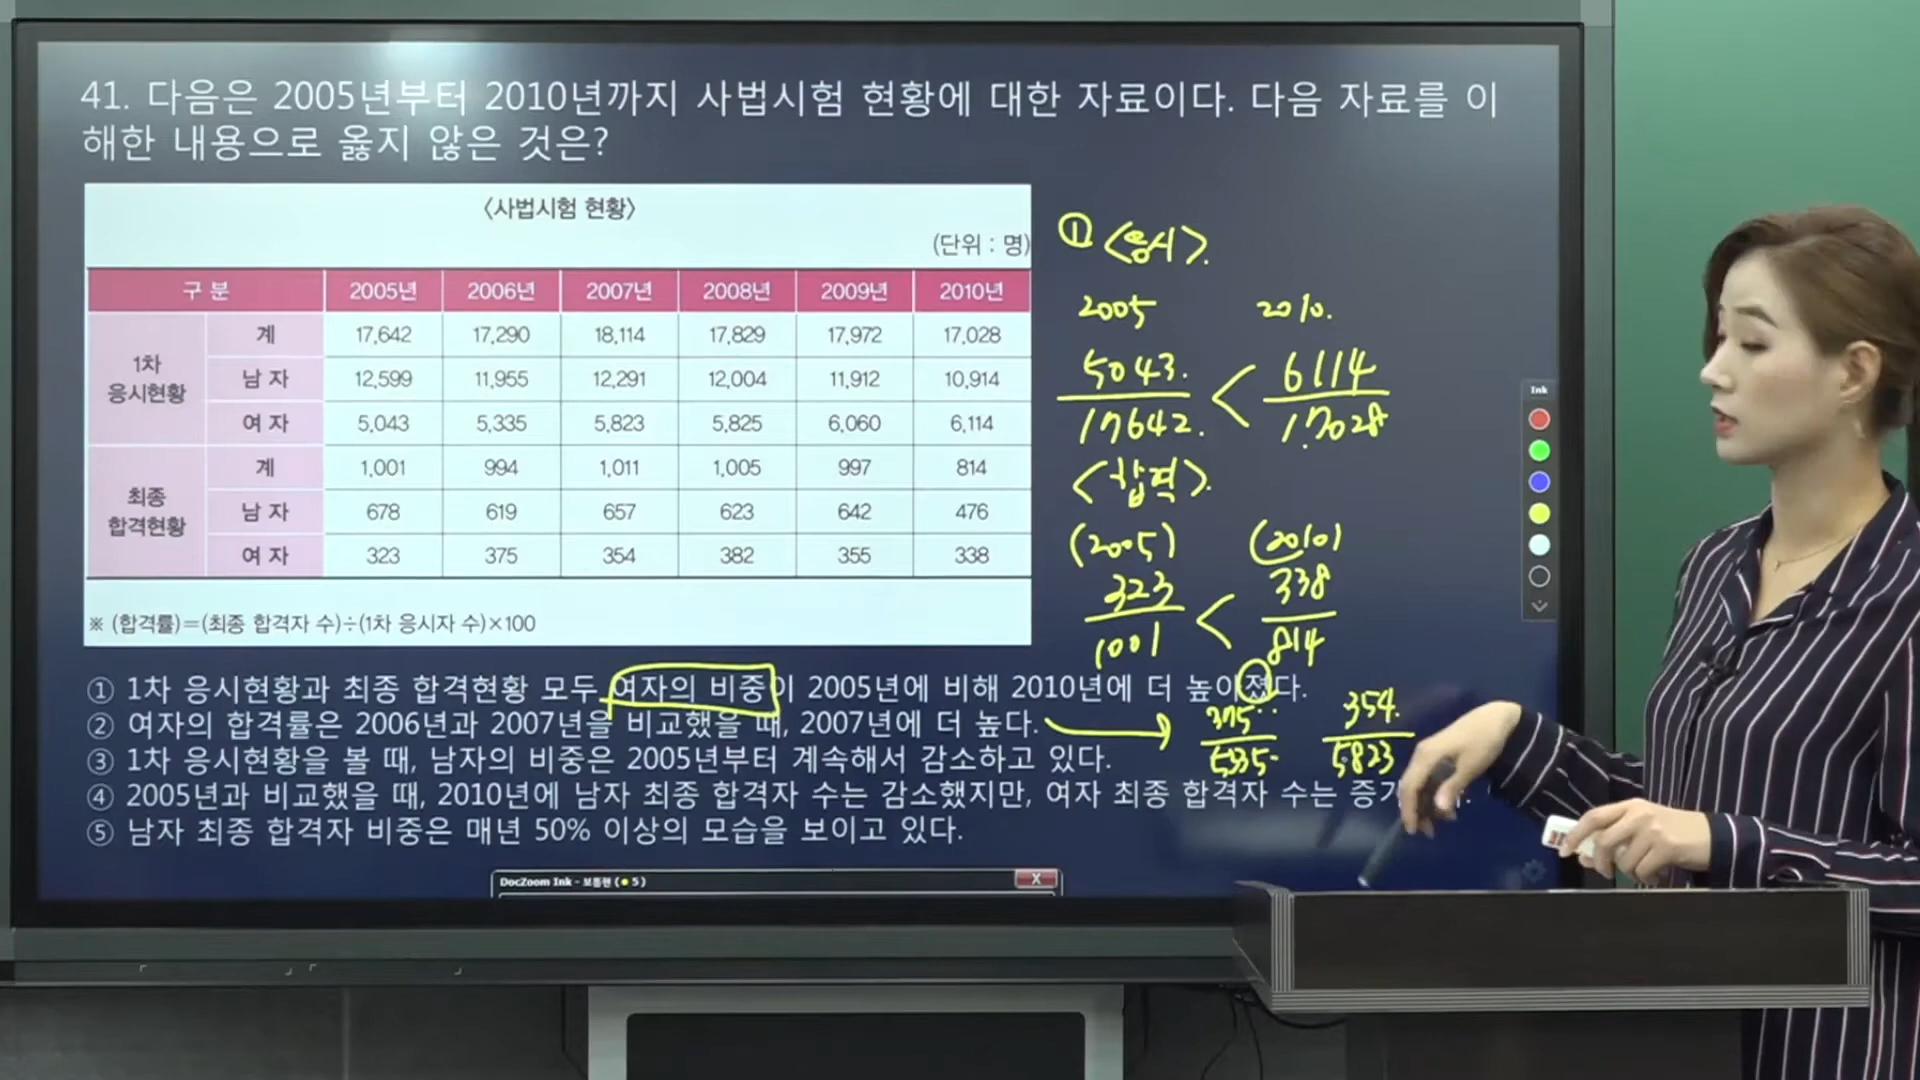 41. 다음은 2005년부터 2010년까지 사법시험 현황에 대한 자료이다. 다음 자료를 이
해한 내용으로 옳지 않은 것은?
〈사법시험 현황〉
(단위 : 명)
구 분 2005년 2006년 2007년 2008년 2009년 2010년
1차 응시현황
계 17,642 17,290 18,114 17,829 17,972 17,028
남 자 12,599 11,955 12,291 12,004 11,912 10,914
여 자 5,043 5,335 5,823 5,825 6,060 6,114
최종 합격현황
계 1,001 994 1,011 1,005 997 814
남 자 678 619 657 623 642 476
여 자 323 375 354 382 355 338
※ (합격률)=(최종 합격자 수)÷(1차 응시자 수)×100
① <응시>.
2005 2010.
5043. < 6114
17642. 17028
<합격>.
(2005) (2010)
323 < 338
1001 814
① 1차 응시현황과 최종 합격현황 모두 여자의 비중이 2005년에 비해 2010년에 더 높아졌다.
② 여자의 합격률은 2006년과 2007년을 비교했을 때, 2007년에 더 높다.
375 354.
5335 5823
③ 1차 응시현황을 볼 때, 남자의 비중은 2005년부터 계속해서 감소하고 있다.
④ 2005년과 비교했을 때, 2010년에 남자 최종 합격자 수는 감소했지만, 여자 최종 합격자 수는
⑤ 남자 최종 합격자 비중은 매년 50% 이상의 모습을 보이고 있다.
Ink
DocZoom Ink - 보통펜 (● 5) X